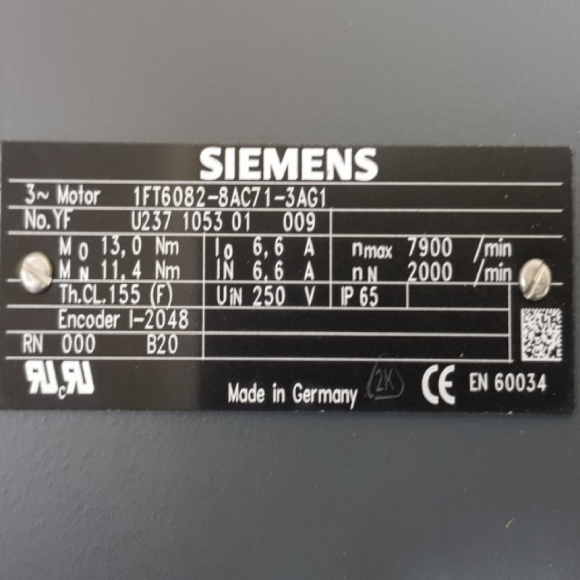 SIEMENS
3~ Motor 1FT6082-8AC71-3AG1
No.YF U237 1053 01 009
M0 13,0 Nm I0 6,6 A nmax 7900 /min
MN 11,4 Nm IN 6,6 A nN 2000 /min
Th.CL.155 (F) UIN 250 V IP 65
Encoder I-2048
RN 000 B20
Made in Germany 2K CE EN 60034